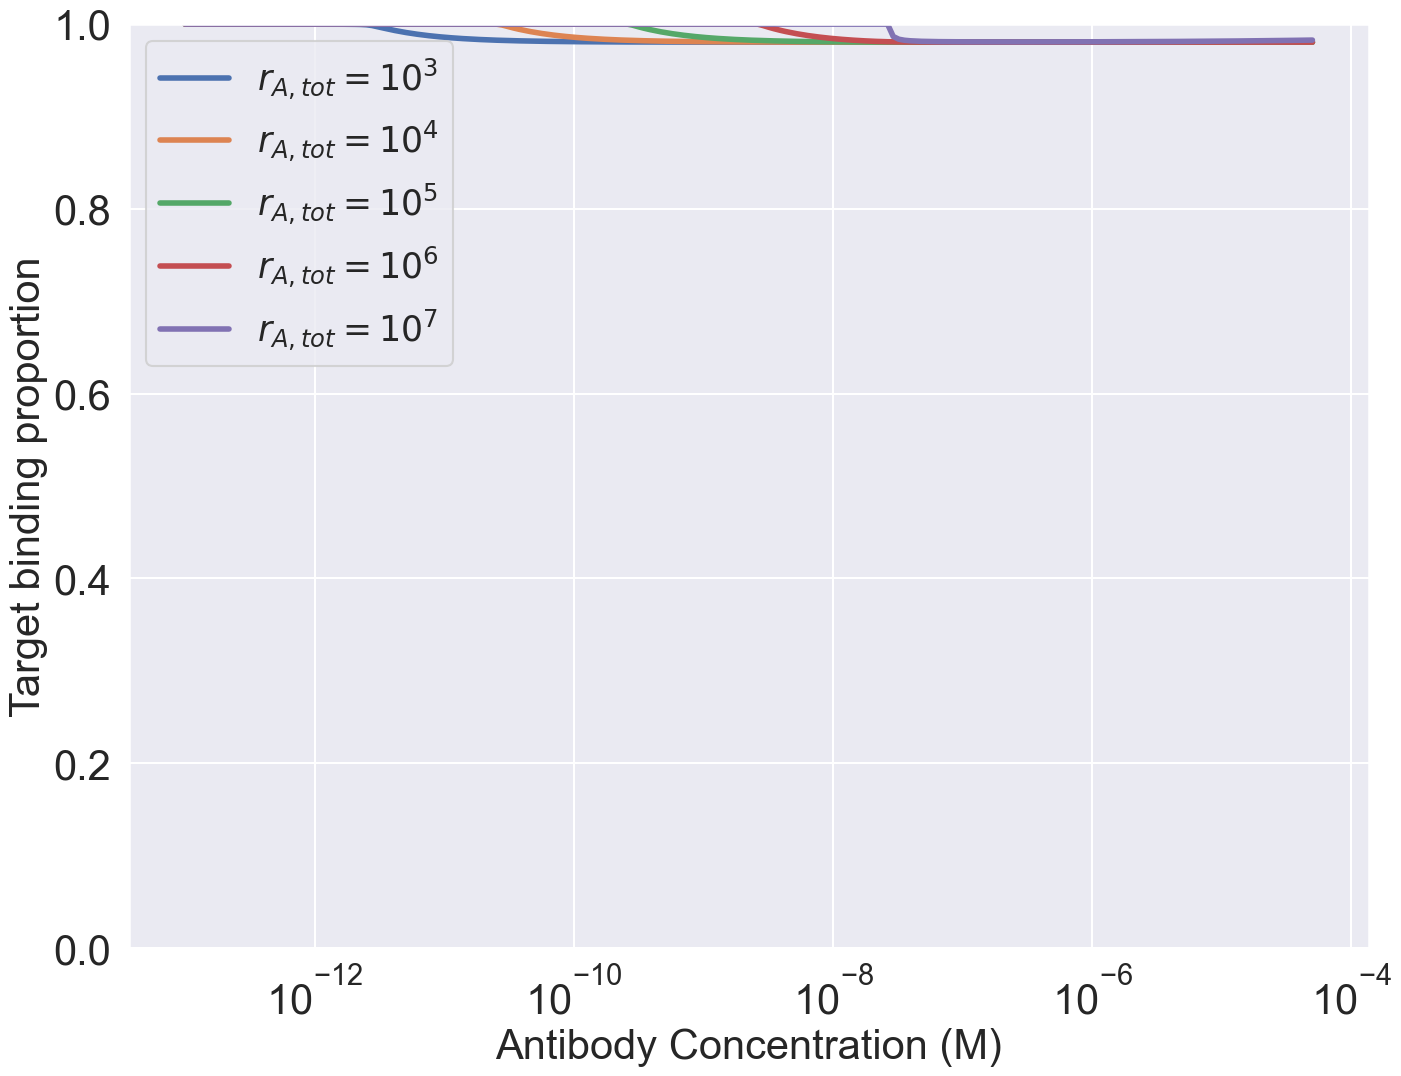 1.0
0.8
0.6
0.4
0.2
0.0
Target binding proportion
r_{A,tot} = 10^3
r_{A,tot} = 10^4
r_{A,tot} = 10^5
r_{A,tot} = 10^6
r_{A,tot} = 10^7
10^{−12} 10^{−10} 10^{−8} 10^{−6} 10^{−4}
Antibody Concentration (M)